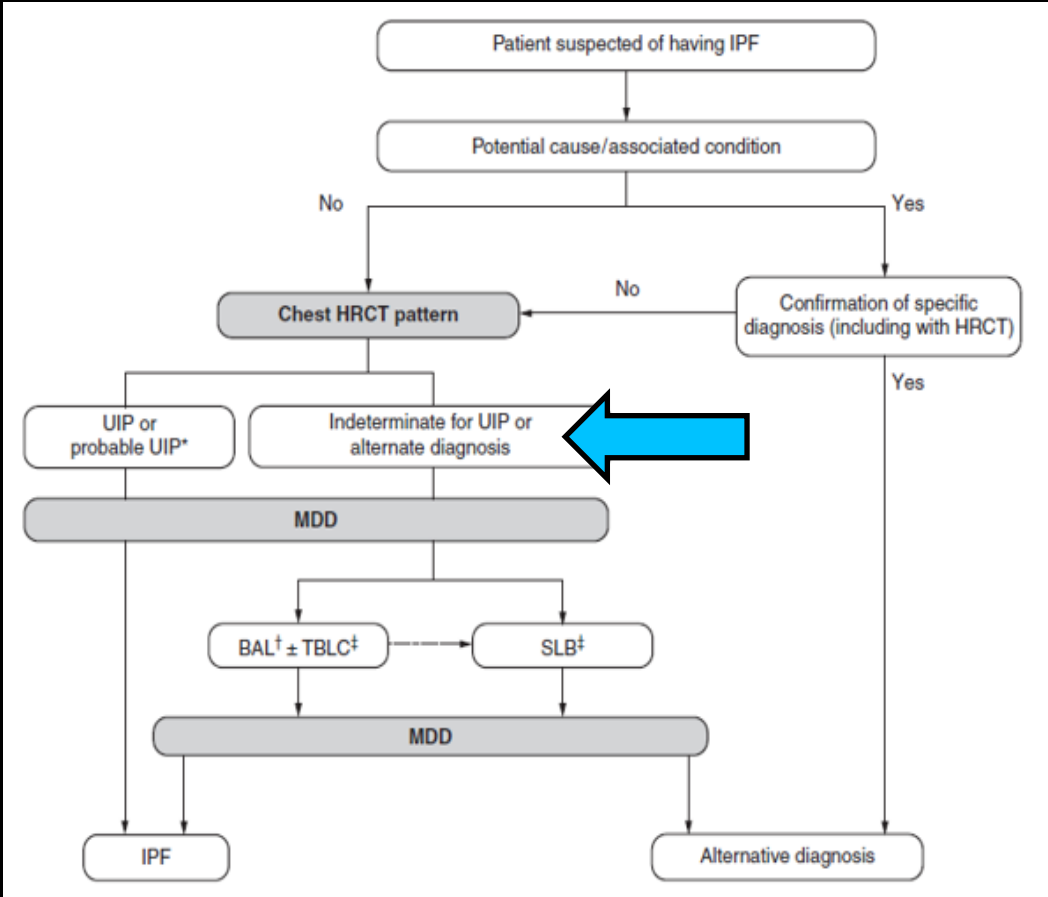 Patient suspected of having IPF
Potential cause/associated condition
No
Yes
Chest HRCT pattern
No
Confirmation of specific
diagnosis (including with HRCT)
Yes
UIP or
probable UIP*
Indeterminate for UIP or
alternate diagnosis
MDD
BAL† ± TBLC‡
SLB‡
MDD
IPF
Alternative diagnosis